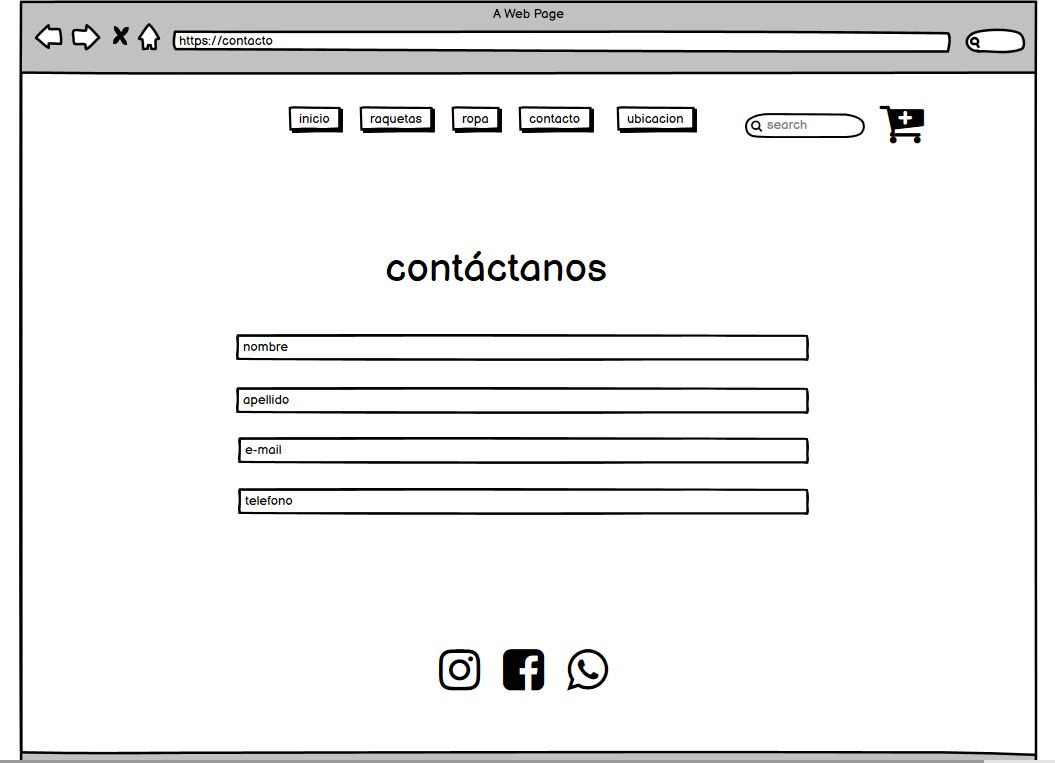 A Web Page
https://contacto
inicio raquetas ropa contacto ubicacion search
contáctanos
nombre
apellido
e-mail
telefono